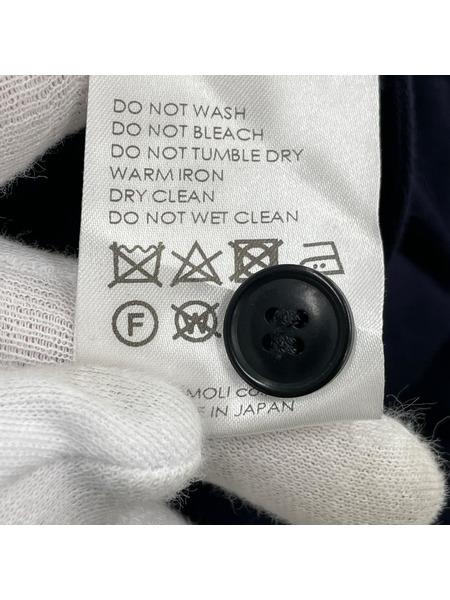 DO NOT WASH
DO NOT BLEACH
DO NOT TUMBLE DRY
WARM IRON
DRY CLEAN
DO NOT WET CLEAN
F W
MOLI
IN JAPAN